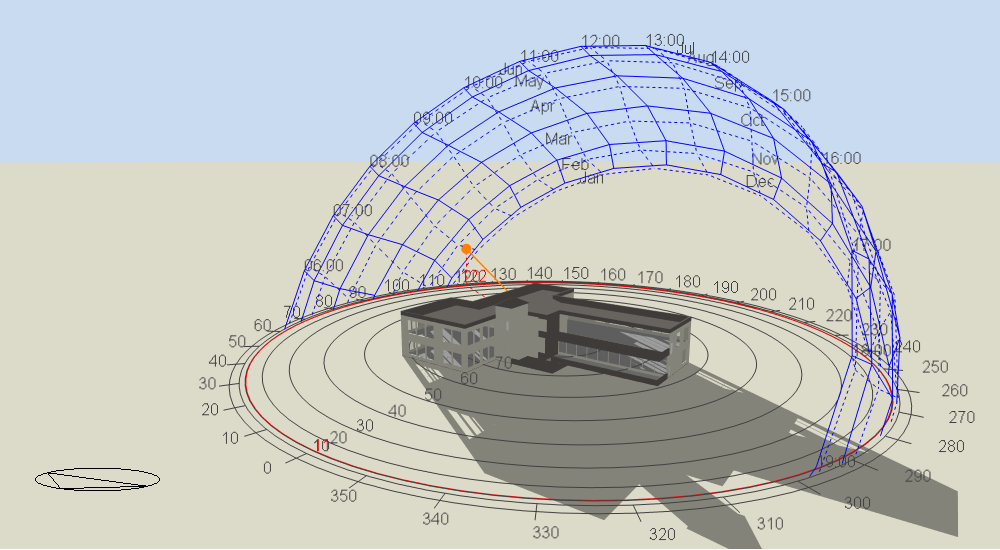 12:00 13:00 Jul
11:00 Aug 14:00
Jun
10:00 May Sep
15:00
Apr
09:00 Oct
Mar
08:00 Feb Nov 16:00
Jan Dec
07:00
17:00
06:00
70 80 90 100 110 120 122 130 140 150 160 170 180 190 200 210 220 230 240
60
50 18:00 250
40 70 260
30 60
20 50 270
40
10 30 280
10 20
0 19:00 290
350 300
340 330 320 310